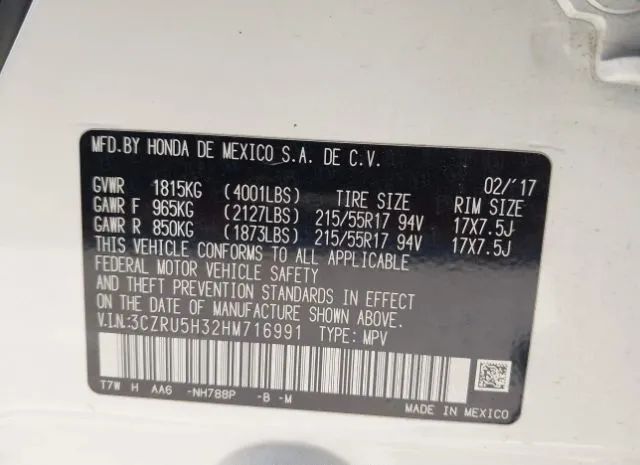 MFD.BY HONDA DE MEXICO S.A. DE C.V.
02/'17
GVWR 1815KG (4001LBS) TIRE SIZE RIM SIZE
GAWR F 965KG (2127LBS) 215/55R17 94V 17X7.5J
GAWR R 850KG (1873LBS) 215/55R17 94V 17X7.5J
THIS VEHICLE CONFORMS TO ALL APPLICABLE
FEDERAL MOTOR VEHICLE SAFETY
AND THEFT PREVENTION STANDARDS IN EFFECT
ON THE DATE OF MANUFACTURE SHOWN ABOVE.
V.I.N.:3CZRU5H32HM716991 TYPE: MPV
T7W H AA6 -NH788P -B -M
MADE IN MEXICO